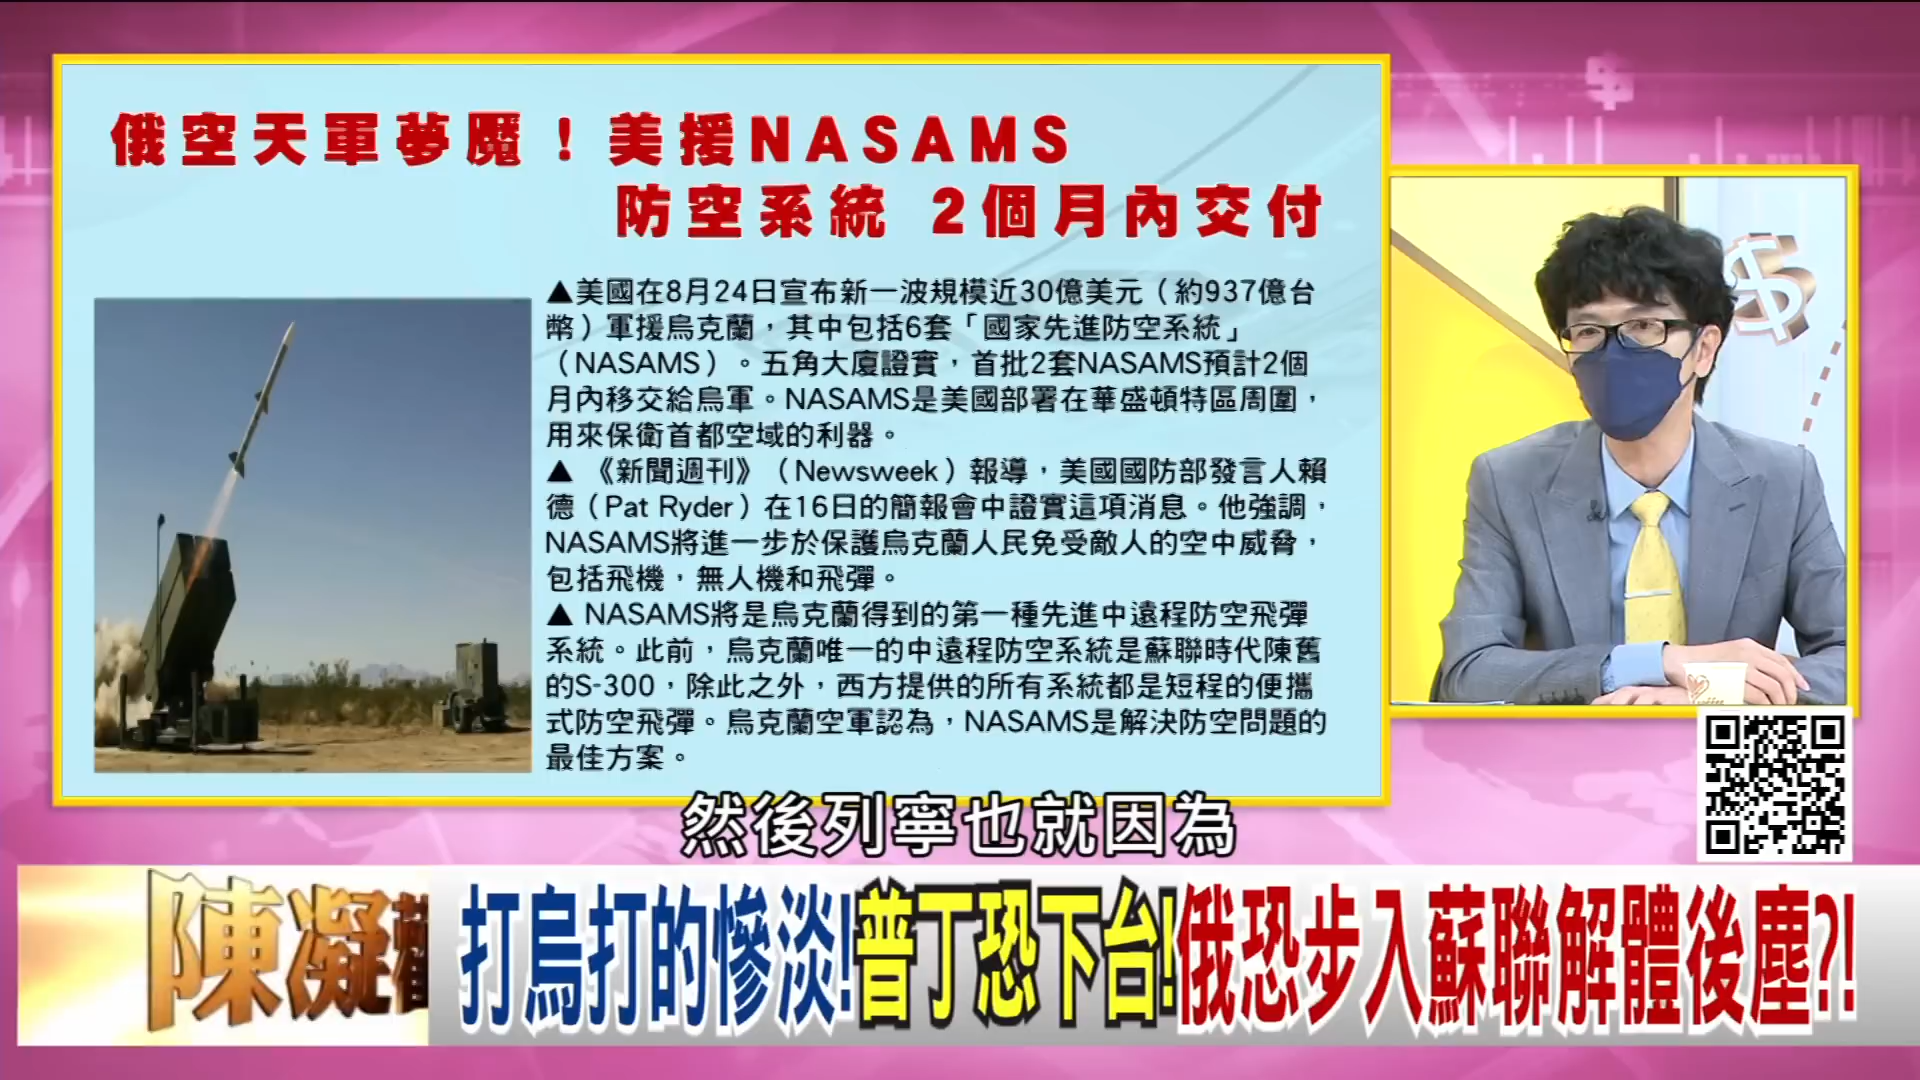 俄空天軍夢魘！美援NASAMS
防空系統 2個月內交付
▲美國在8月24日宣布新一波規模近30億美元（約937億台
幣）軍援烏克蘭，其中包括6套「國家先進防空系統」
（NASAMS）。五角大廈證實，首批2套NASAMS預計2個
月內移交給烏軍。NASAMS是美國部署在華盛頓特區周圍，
用來保衛首都空域的利器。
▲《新聞週刊》（Newsweek）報導，美國國防部發言人賴
德（Pat Ryder）在16日的簡報會中證實這項消息。他強調，
NASAMS將進一步於保護烏克蘭人民免受敵人的空中威脅，
包括飛機，無人機和飛彈。
▲ NASAMS將是烏克蘭得到的第一種先進中遠程防空飛彈
系統。此前，烏克蘭唯一的中遠程防空系統是蘇聯時代陳舊
的S-300，除此之外，西方提供的所有系統都是短程的便攜
式防空飛彈。烏克蘭空軍認為，NASAMS是解決防空問題的
最佳方案。
然後列寧也就因為
陳凝觀
打烏打的慘淡!普丁恐下台!俄恐步入蘇聯解體後塵?!